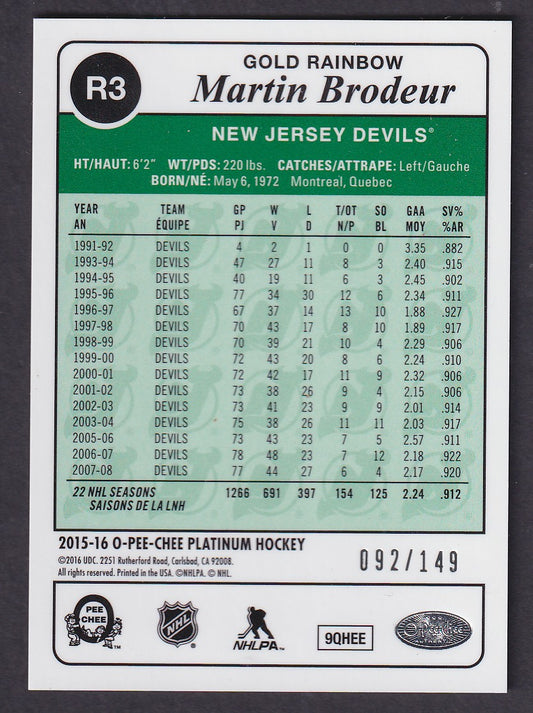 R3
GOLD RAINBOW
Martin Brodeur
NEW JERSEY DEVILS®
HT/HAUT: 6'2" WT/PDS: 220 lbs. CATCHES/ATTRAPE: Left/Gauche
BORN/NÉ: May 6, 1972 Montreal, Quebec
YEAR TEAM GP W L T/OT SO GAA SV%
AN ÉQUIPE PJ V D N/P BL MOY %AR
1991-92 DEVILS 4 2 1 0 0 3.35 .882
1993-94 DEVILS 47 27 11 8 3 2.40 .915
1994-95 DEVILS 40 19 11 6 3 2.45 .902
1995-96 DEVILS 77 34 30 12 6 2.34 .911
1996-97 DEVILS 67 37 14 13 10 1.88 .927
1997-98 DEVILS 70 43 17 8 10 1.89 .917
1998-99 DEVILS 70 39 21 10 4 2.29 .906
1999-00 DEVILS 72 43 20 8 6 2.24 .910
2000-01 DEVILS 72 42 17 11 9 2.32 .906
2001-02 DEVILS 73 38 26 9 4 2.15 .906
2002-03 DEVILS 73 41 23 9 9 2.01 .914
2003-04 DEVILS 75 38 26 11 11 2.03 .917
2005-06 DEVILS 73 43 23 7 5 2.57 .911
2006-07 DEVILS 78 48 23 7 12 2.18 .922
2007-08 DEVILS 77 44 27 6 4 2.17 .920
22 NHL SEASONS 1266 691 397 154 125 2.24 .912
SAISONS DE LA LNH
2015-16 O-PEE-CHEE PLATINUM HOCKEY
092/149
©2016 UDC. 2251 Rutherford Road, Carlsbad, CA 92008.
All rights reserved. Printed in the USA. ©NHLPA. © NHL.
PEE CHEE ™
NHL
NHLPA™
9QHEE
O-Pee-Chee